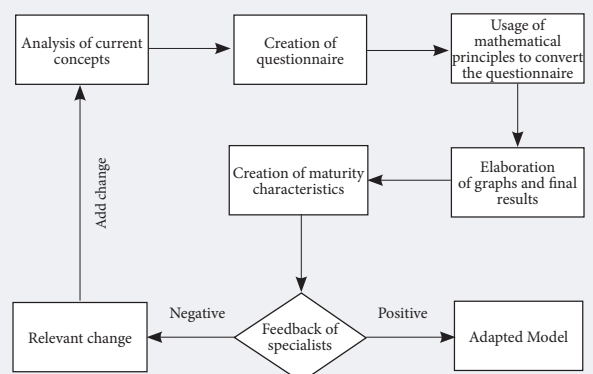 Analysis of current
concepts
Creation of
questionnaire
Usage of
mathematical
principles to convert
the questionnaire
Creation of maturity
characteristics
Elaboration
of graphs and final
results
Add change
Relevant change
Negative
Feedback of
specialists
Positive
Adapted Model